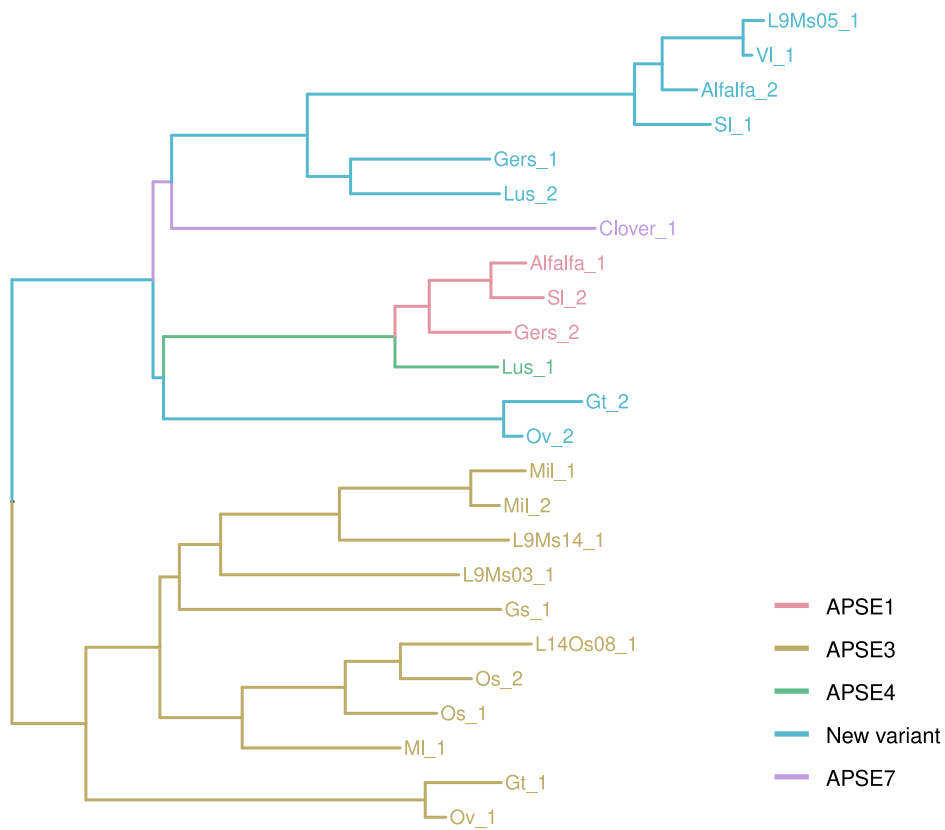 L9Ms05_1
Vl_1
Alfalfa_2
Sl_1
Gers_1
Lus_2
Clover_1
Alfalfa_1
Sl_2
Gers_2
Lus_1
Gt_2
Ov_2
Mil_1
Mil_2
L9Ms14_1
L9Ms03_1
Gs_1
L14Os08_1
Os_2
Os_1
Ml_1
Gt_1
Ov_1
APSE1
APSE3
APSE4
New variant
APSE7